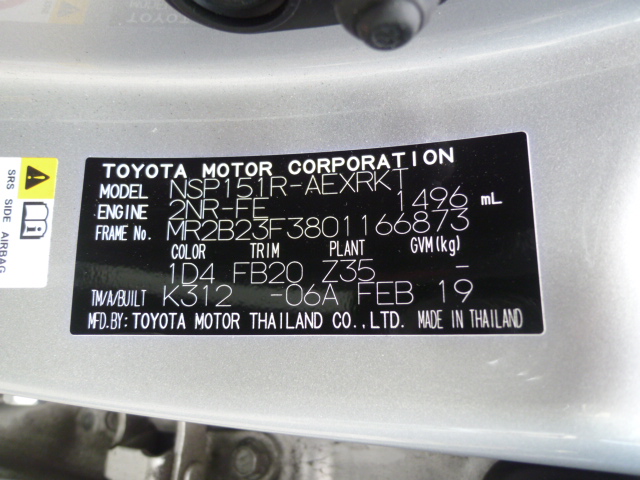 TOYOTA MOTOR CORPORATION
MODEL NSP151R-AEXRKT
ENGINE 2NR-FE 1496 mL
FRAME No. MR2B23F3801166873
COLOR TRIM PLANT GVM(kg)
1D4 FB20 Z35 -
TM/A/BUILT K312 -06A FEB 19
MFD.BY: TOYOTA MOTOR THAILAND CO.,LTD. MADE IN THAILAND
SRS SIDE AIRBAG